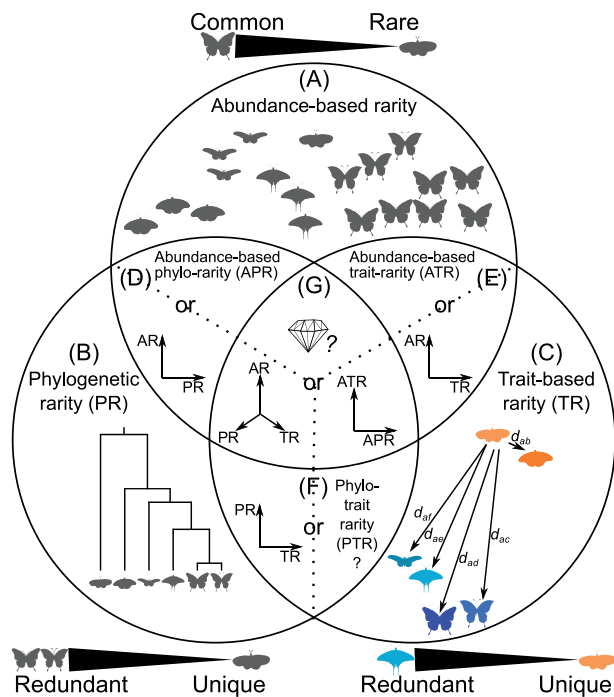 Common
Rare
(A)
Abundance-based rarity
Abundance-based
phylo-rarity (APR)
Abundance-based
trait-rarity (ATR)
(D)
or
(G)
(E)
or
?
(B)
Phylogenetic
rarity (PR)
AR
PR
AR
PR
TR
or
ATR
APR
AR
TR
(C)
Trait-based
rarity (TR)
d_ab
d_af
d_ae
d_ad
d_ac
(F)
PR
TR
or
Phylo-
trait
rarity
(PTR)
?
Redundant
Unique
Redundant
Unique